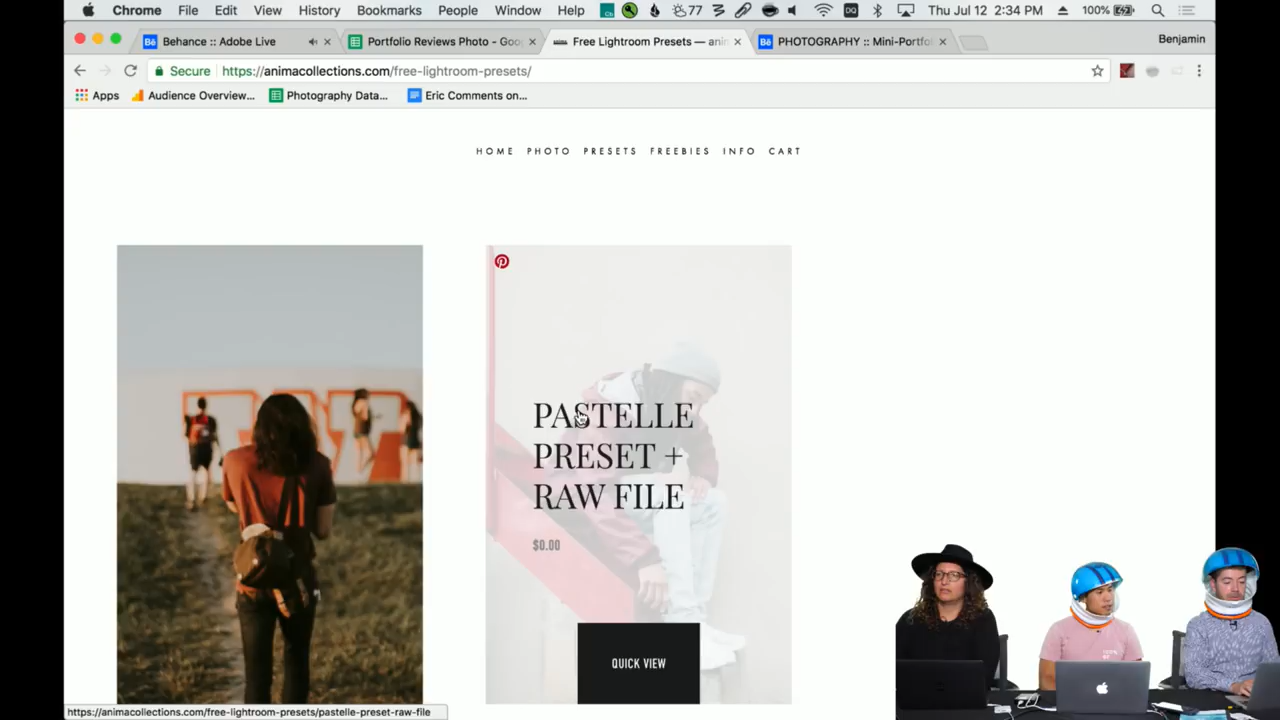 Chrome File Edit View History Bookmarks People Window Help 77 Thu Jul 12 2:34 PM 100%
Behance :: Adobe Live
Portfolio Reviews Photo - Goo
Free Lightroom Presets — ani
PHOTOGRAPHY :: Mini-Portfo
Benjamin
Secure https://animacollections.com/free-lightroom-presets/
Apps Audience Overview... Photography Data... Eric Comments on...
HOME PHOTO PRESETS FREEBIES INFO CART
PASTELLE
PRESET +
RAW FILE
$0.00
QUICK VIEW
https://animacollections.com/free-lightroom-presets/pastelle-preset-raw-file